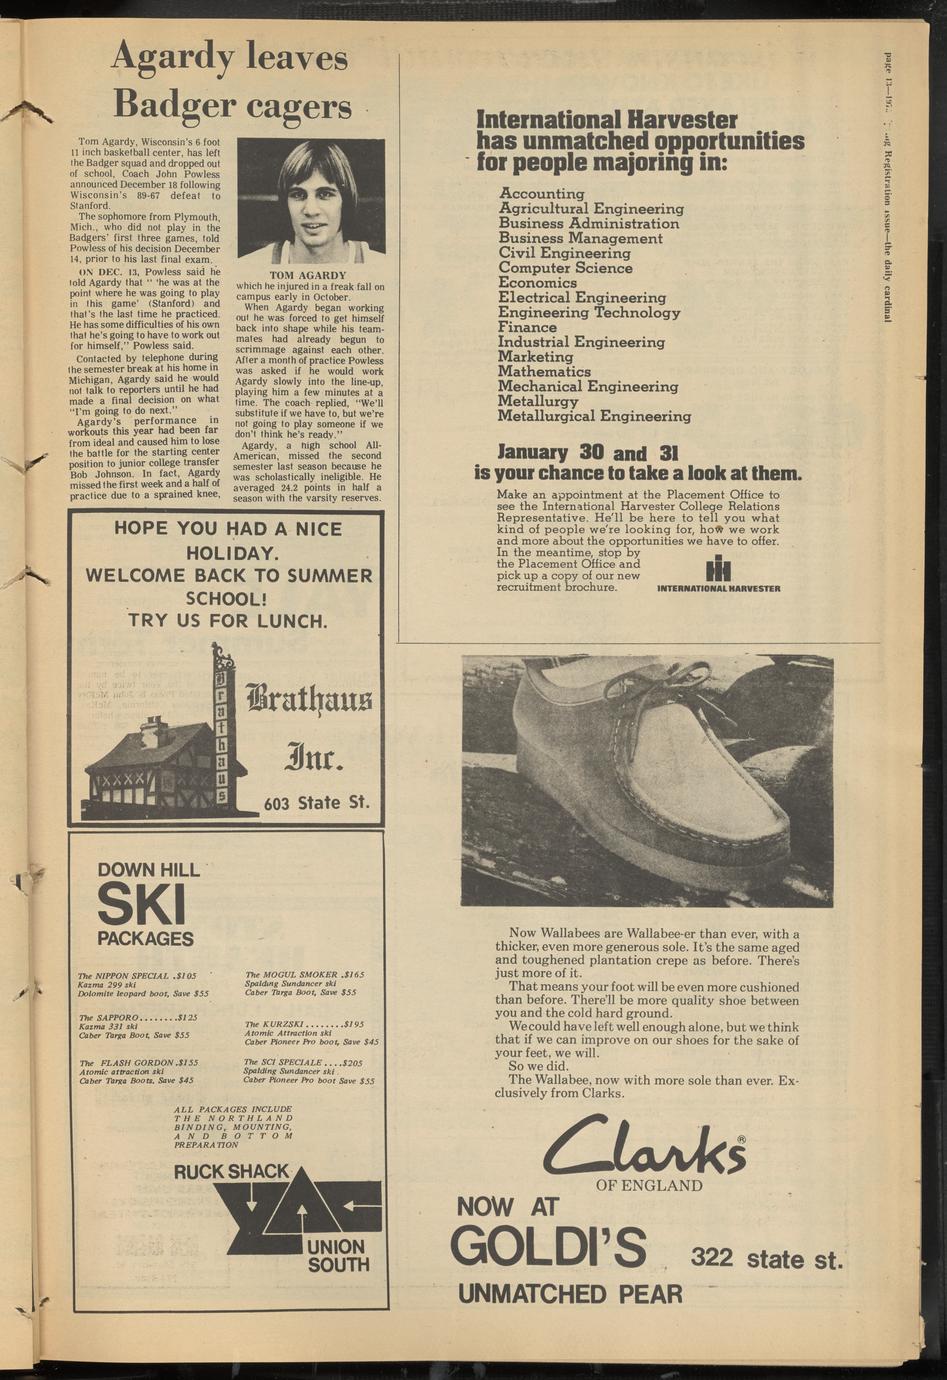 Agardy leaves
Badger cagers
Tom Agardy, Wisconsin's 6 foot
11 inch basketball center, has left
the Badger squad and dropped out
of school, Coach John Powless
announced December 18 following
Wisconsin's 89-67 defeat to
Stanford.
The sophomore from Plymouth,
Mich., who did not play in the
Badgers' first three games, told
Powless of his decision December
14, prior to his last final exam.
ON DEC. 13, Powless said he
told Agardy that " 'he was at the
point where he was going to play
in this game' (Stanford) and
that's the last time he practiced.
He has some difficulties of his own
that he's going to have to work out
for himself," Powless said.
Contacted by telephone during
the semester break at his home in
Michigan, Agardy said he would
not talk to reporters until he had
made a final decision on what
"I'm going to do next."
Agardy's performance in
workouts this year had been far
from ideal and caused him to lose
the battle for the starting center
position to junior college transfer
Bob Johnson. In fact, Agardy
missed the first week and a half of
practice due to a sprained knee,
TOM AGARDY
which he injured in a freak fall on
campus early in October.
When Agardy began working
out he was forced to get himself
back into shape while his team-
mates had already begun to
scrimmage against each other.
After a month of practice Powless
was asked if he would work
Agardy slowly into the line-up,
playing him a few minutes at a
time. The coach replied, "We'll
substitute if we have to, but we're
not going to play someone if we
don't think he's ready."
Agardy, a high school All-
American, missed the second
semester last season because he
was scholastically ineligible. He
averaged 24.2 points in half a
season with the varsity reserves.
HOPE YOU HAD A NICE
HOLIDAY.
WELCOME BACK TO SUMMER
SCHOOL!
TRY US FOR LUNCH.
Brathaus
Brathaus
Inc.
603 State St.
DOWN HILL
SKI
PACKAGES
The NIPPON SPECIAL .$105
Kazma 299 ski
Dolomite leopard boot, Save $55
The SAPPORO........$125
Kazma 331 ski
Caber Targa Boot, Save $55
The FLASH GORDON.$155
Atomic attraction ski
Caber Targa Boots, Save $45
The MOGUL SMOKER .$165
Spalding Sundancer ski
Caber Targa Boot, Save $55
The KURZSKI ........$195
Atomic Attraction ski
Caber Pioneer Pro boot, Save $45
The SCI SPECIALE ....$205
Spalding Sundancer ski
Caber Pioneer Pro boot Save $55
ALL PACKAGES INCLUDE
THE NORTHLAND
BINDING, MOUNTING,
AND BOTTOM
PREPARATION
RUCK SHACK
UNION
SOUTH
International Harvester
has unmatched opportunities
for people majoring in:
Accounting
Agricultural Engineering
Business Administration
Business Management
Civil Engineering
Computer Science
Economics
Electrical Engineering
Engineering Technology
Finance
Industrial Engineering
Marketing
Mathematics
Mechanical Engineering
Metallurgy
Metallurgical Engineering
January 30 and 31
is your chance to take a look at them.
Make an appointment at the Placement Office to
see the International Harvester College Relations
Representative. He'll be here to tell you what
kind of people we're looking for, how we work
and more about the opportunities we have to offer.
In the meantime, stop by
the Placement Office and
pick up a copy of our new
recruitment brochure.
INTERNATIONAL HARVESTER
Now Wallabees are Wallabee-er than ever, with a
thicker, even more generous sole. It's the same aged
and toughened plantation crepe as before. There's
just more of it.
That means your foot will be even more cushioned
than before. There'll be more quality shoe between
you and the cold hard ground.
We could have left well enough alone, but we think
that if we can improve on our shoes for the sake of
your feet, we will.
So we did.
The Wallabee, now with more sole than ever. Ex-
clusively from Clarks.
Clarks®
OF ENGLAND
NOW AT
GOLDI'S 322 state st.
UNMATCHED PEAR
page 13—Registration issue—the daily cardinal